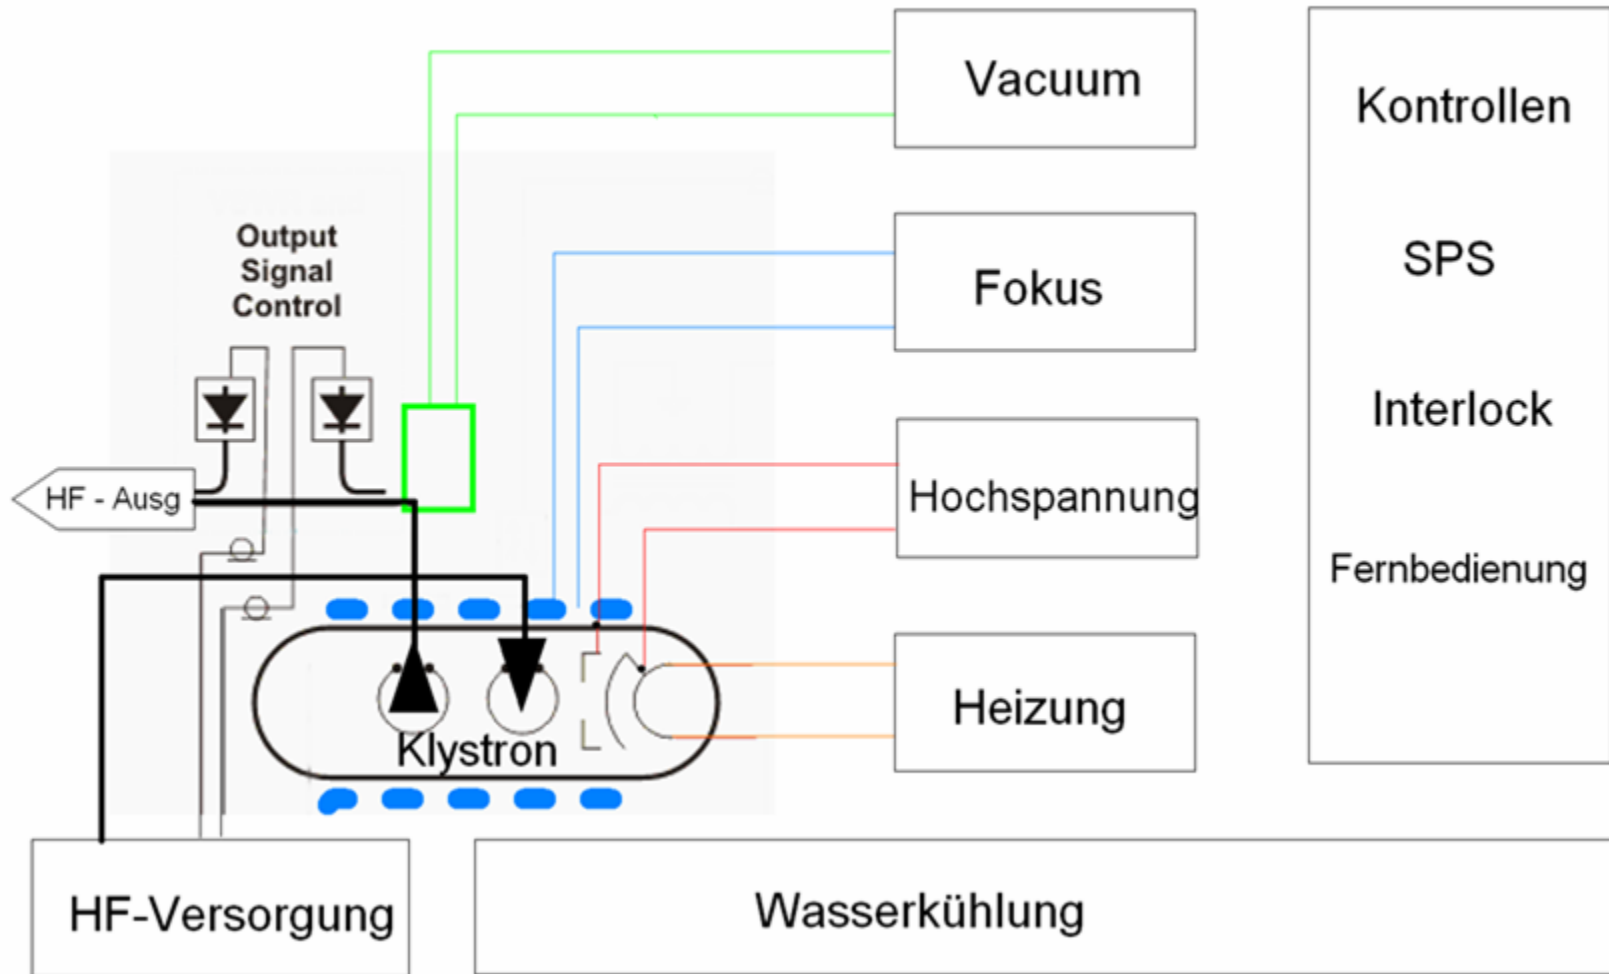 Vacuum
Kontrollen
Output
Signal
Control
Fokus
SPS
Interlock
HF - Ausg
Hochspannung
Fernbedienung
Klystron
Heizung
HF-Versorgung
Wasserkühlung